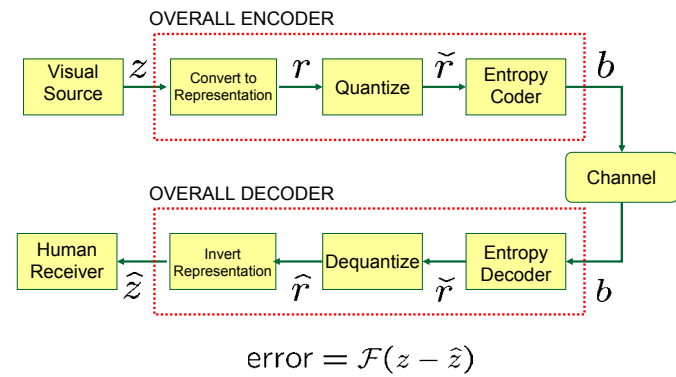 OVERALL ENCODER
Visual
Source
z
Convert to
Representation
r
Quantize
r̆
Entropy
Coder
b
Channel
OVERALL DECODER
Human
Receiver
ẑ
Invert
Representation
r̂
Dequantize
r̆
Entropy
Decoder
b
error = ℱ(z − ẑ)